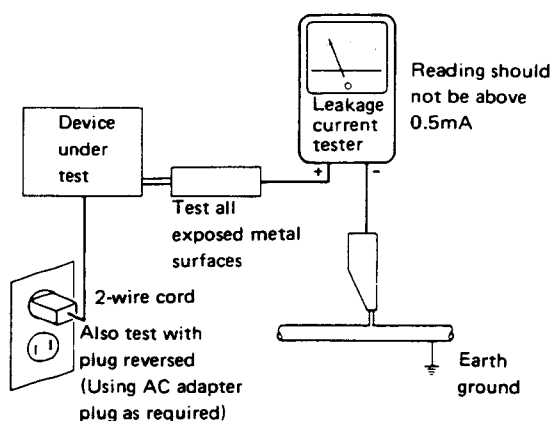 Device
under
test
Leakage
current
tester
+ -
Reading should
not be above
0.5mA
Test all
exposed metal
surfaces
2-wire cord
Also test with
plug reversed
(Using AC adapter
plug as required)
Earth
ground